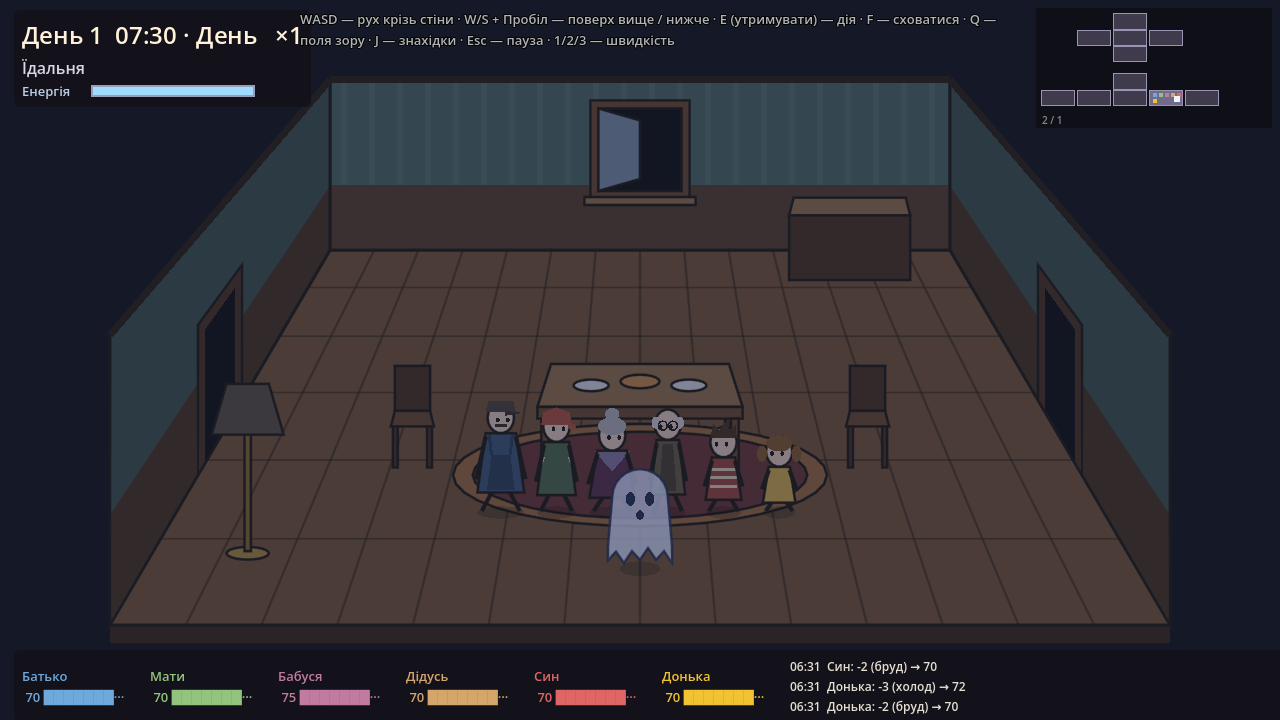 День 1 07:30 · День ×1
Їдальня
Енергія
WASD — рух крізь стіни · W/S + Пробіл — поверх вище / нижче · E (утримувати) — дія · F — сховатися · Q —
поля зору · J — знахідки · Esc — пауза · 1/2/3 — швидкість
2 / 1
Батько
70
Мати
70
Бабуся
75
Дідусь
70
Син
70
Донька
70
06:31 Син: -2 (бруд) → 70
06:31 Донька: -3 (холод) → 72
06:31 Донька: -2 (бруд) → 70